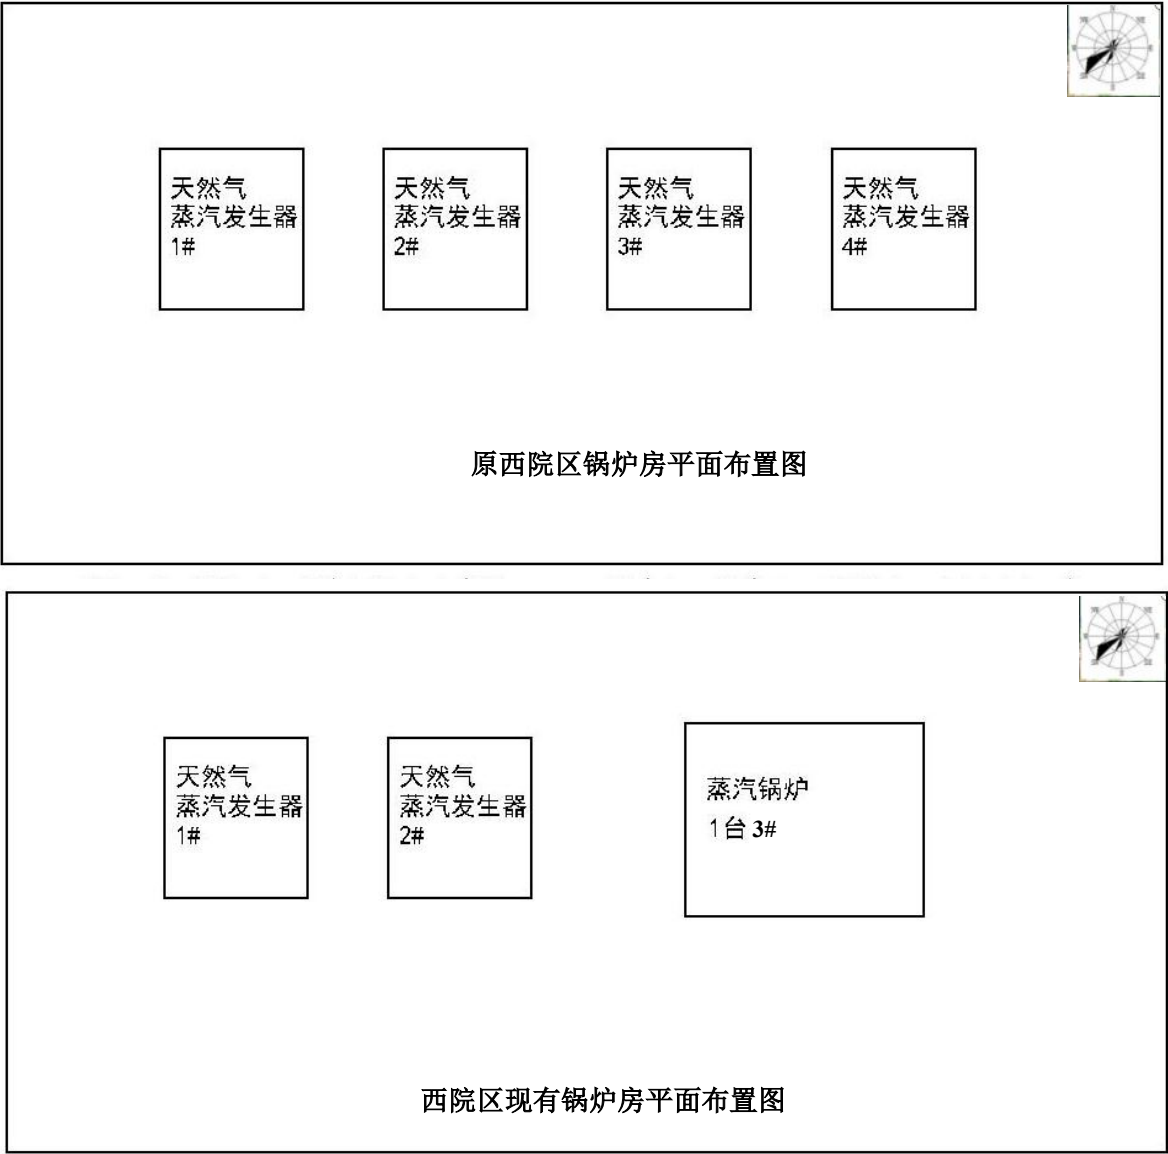 天然气
蒸汽发生器
1#
天然气
蒸汽发生器
2#
天然气
蒸汽发生器
3#
天然气
蒸汽发生器
4#
原西院区锅炉房平面布置图
天然气
蒸汽发生器
1#
天然气
蒸汽发生器
2#
蒸汽锅炉
1台 3#
西院区现有锅炉房平面布置图